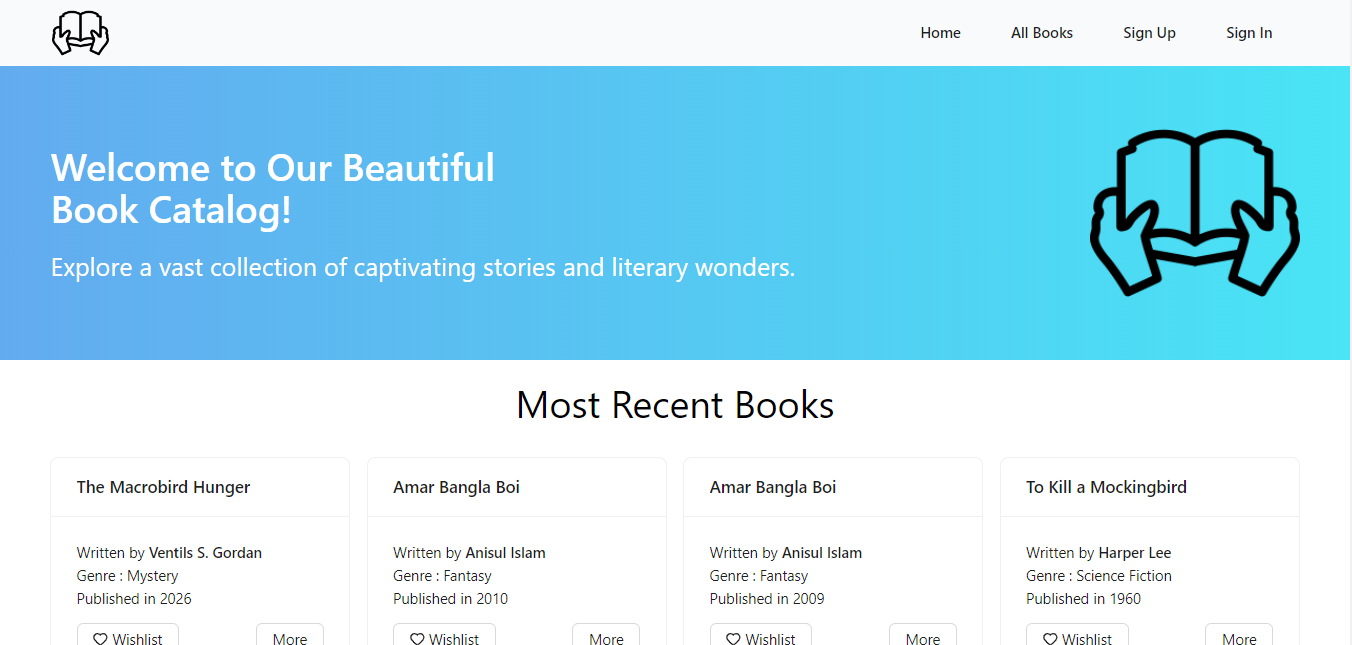 Home All Books Sign Up Sign In
Welcome to Our Beautiful
Book Catalog!
Explore a vast collection of captivating stories and literary wonders.
Most Recent Books
The Macrobird Hunger
Written by Ventils S. Gordan
Genre : Mystery
Published in 2026
Wishlist More
Amar Bangla Boi
Written by Anisul Islam
Genre : Fantasy
Published in 2010
Wishlist More
Amar Bangla Boi
Written by Anisul Islam
Genre : Fantasy
Published in 2009
Wishlist More
To Kill a Mockingbird
Written by Harper Lee
Genre : Science Fiction
Published in 1960
Wishlist More